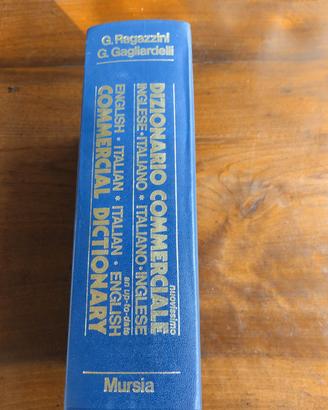 G. Ragazzini
G. Gagliardelli
nuovissimo
DIZIONARIO COMMERCIALE
INGLESE • ITALIANO • ITALIANO • INGLESE
an up-to-date
ENGLISH • ITALIAN • ITALIAN • ENGLISH
COMMERCIAL DICTIONARY
Mursia